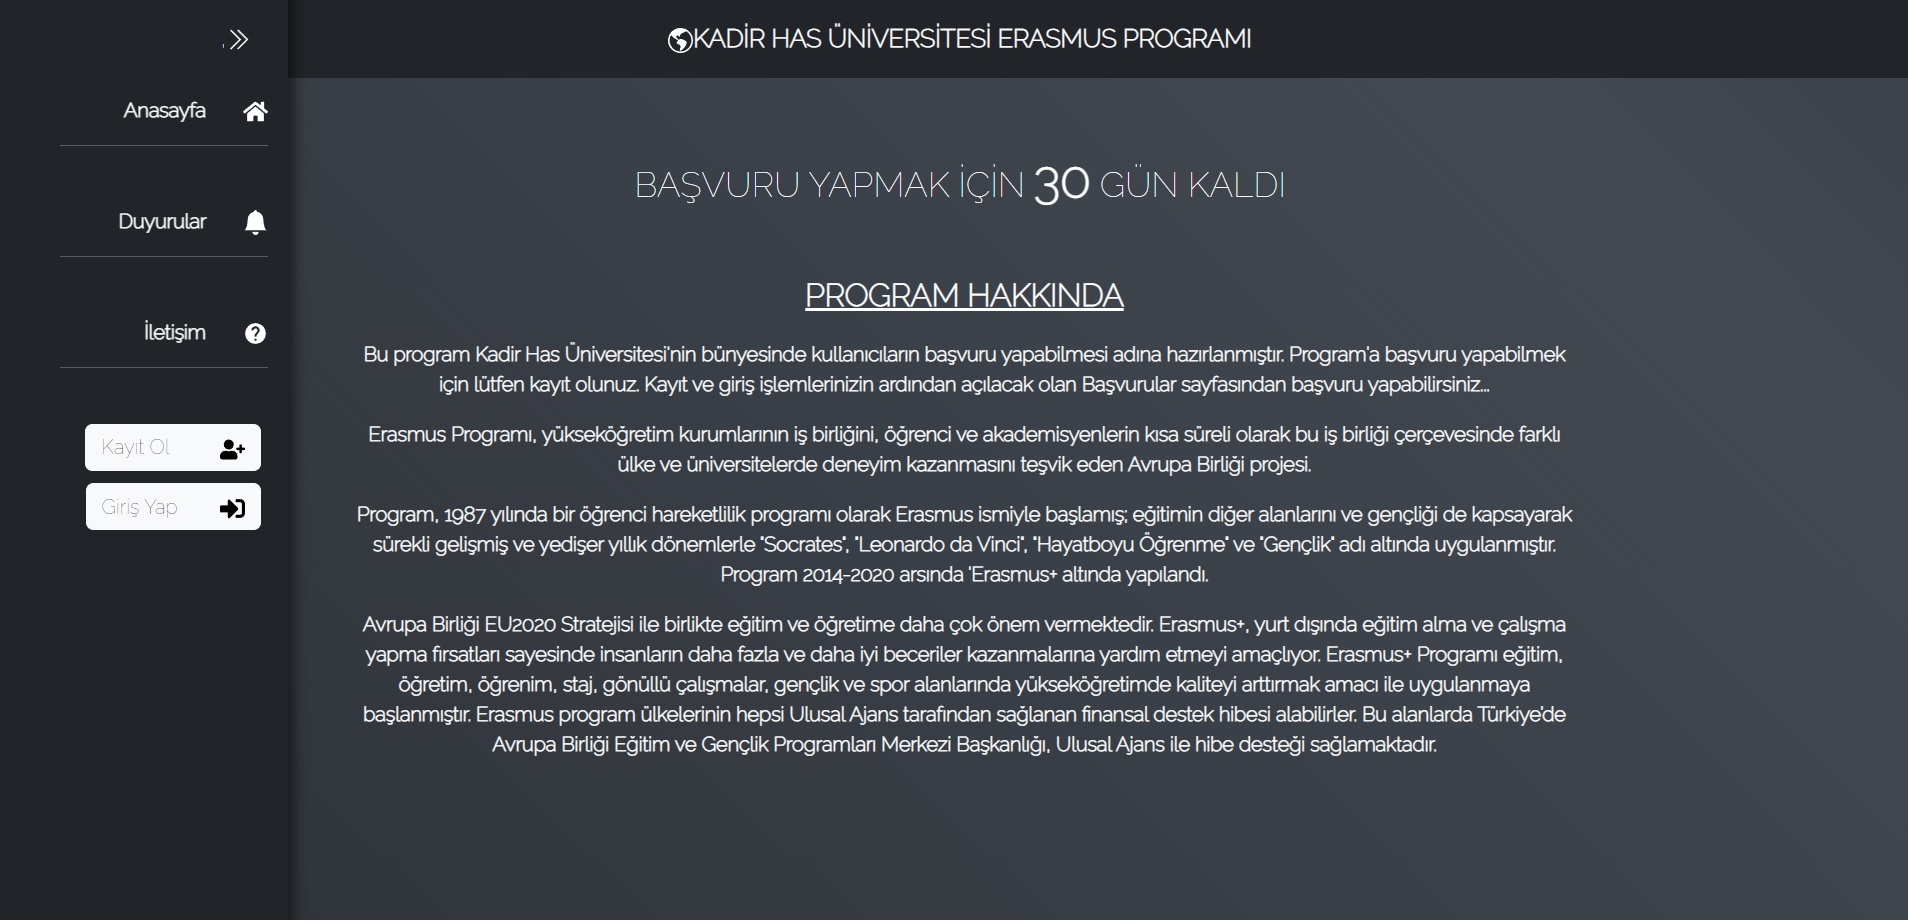 KADİR HAS ÜNİVERSİTESİ ERASMUS PROGRAMI
Anasayfa
Duyurular
İletişim
Kayıt Ol
Giriş Yap
BAŞVURU YAPMAK İÇİN 30 GÜN KALDI
PROGRAM HAKKINDA
Bu program Kadir Has Üniversitesi'nin bünyesinde kullanıcıların başvuru yapabilmesi adına hazırlanmıştır. Program'a başvuru yapabilmek
için lütfen kayıt olunuz. Kayıt ve giriş işlemlerinizin ardından açılacak olan Başvurular sayfasından başvuru yapabilirsiniz...
Erasmus Programı, yükseköğretim kurumlarının iş birliğini, öğrenci ve akademisyenlerin kısa süreli olarak bu iş birliği çerçevesinde farklı
ülke ve üniversitelerde deneyim kazanmasını teşvik eden Avrupa Birliği projesi.
Program, 1987 yılında bir öğrenci hareketlilik programı olarak Erasmus ismiyle başlamış; eğitimin diğer alanlarını ve gençliği de kapsayarak
sürekli gelişmiş ve yedişer yıllık dönemlerle "Socrates", "Leonardo da Vinci", "Hayatboyu Öğrenme" ve "Gençlik" adı altında uygulanmıştır.
Program 2014-2020 arsında 'Erasmus+ altında yapılandı.
Avrupa Birliği EU2020 Stratejisi ile birlikte eğitim ve öğretime daha çok önem vermektedir. Erasmus+, yurt dışında eğitim alma ve çalışma
yapma fırsatları sayesinde insanların daha fazla ve daha iyi beceriler kazanmalarına yardım etmeyi amaçlıyor. Erasmus+ Programı eğitim,
öğretim, öğrenim, staj, gönüllü çalışmalar, gençlik ve spor alanlarında yükseköğretimde kaliteyi arttırmak amacı ile uygulanmaya
başlanmıştır. Erasmus program ülkelerinin hepsi Ulusal Ajans tarafından sağlanan finansal destek hibesi alabilirler. Bu alanlarda Türkiye'de
Avrupa Birliği Eğitim ve Gençlik Programları Merkezi Başkanlığı, Ulusal Ajans ile hibe desteği sağlamaktadır.